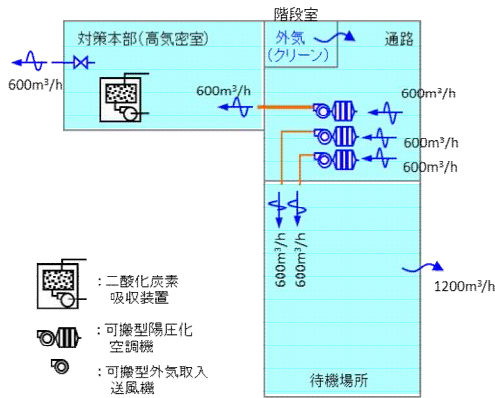 階段室
対策本部(高気密室)
外気
(クリーン)
通路
600m³/h
600m³/h
600m³/h
600m³/h
600m³/h
600m³/h
600m³/h
1200m³/h
:二酸化炭素
吸収装置
:可搬型陽圧化
空調機
:可搬型外気取入
送風機
待機場所